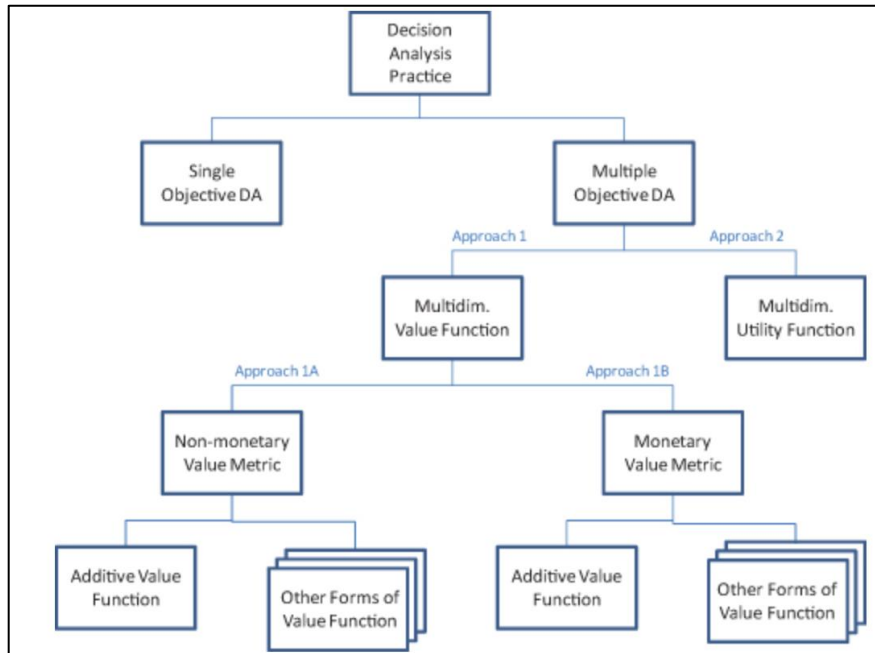 Decision
Analysis
Practice
Single
Objective DA
Multiple
Objective DA
Approach 1
Approach 2
Multidim.
Value Function
Multidim.
Utility Function
Approach 1A
Approach 1B
Non-monetary
Value Metric
Monetary
Value Metric
Additive Value
Function
Other Forms of
Value Function
Additive Value
Function
Other Forms of
Value Function